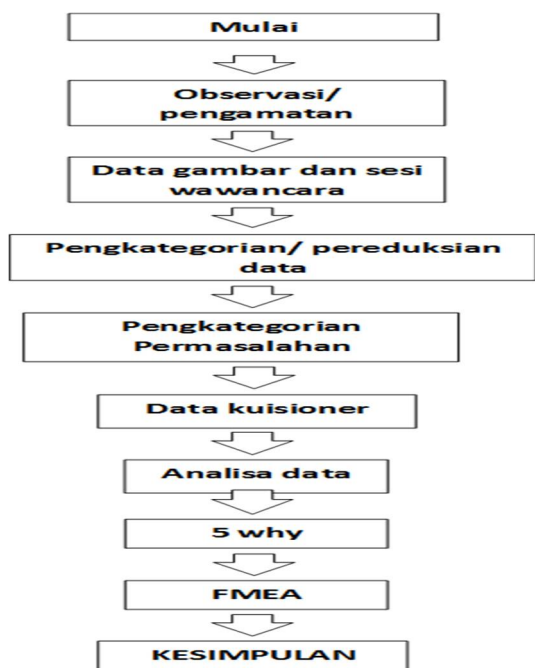 Mulai
Observasi/
pengamatan
Data gambar dan sesi
wawancara
Pengkategorian/ pereduksian
data
Pengkategorian
Permasalahan
Data kuisioner
Analisa data
5 why
FMEA
KESIMPULAN